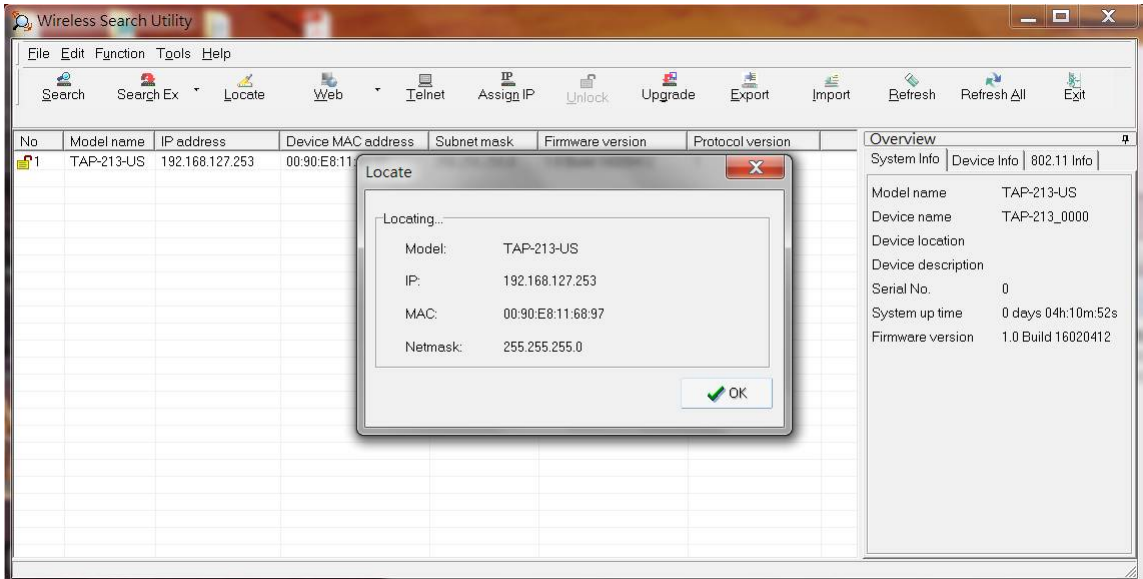 Wireless Search Utility
File Edit Function Tools Help
Search Search Ex Locate Web Telnet Assign IP Unlock Upgrade Export Import Refresh Refresh All Exit
No Model name IP address Device MAC address Subnet mask Firmware version Protocol version
1 TAP-213-US 192.168.127.253 00:90:E8:11:
Locate
Locating...
Model: TAP-213-US
IP: 192.168.127.253
MAC: 00:90:E8:11:68:97
Netmask: 255.255.255.0
OK
Overview
System Info Device Info 802.11 Info
Model name TAP-213-US
Device name TAP-213_0000
Device location
Device description
Serial No. 0
System up time 0 days 04h:10m:52s
Firmware version 1.0 Build 16020412